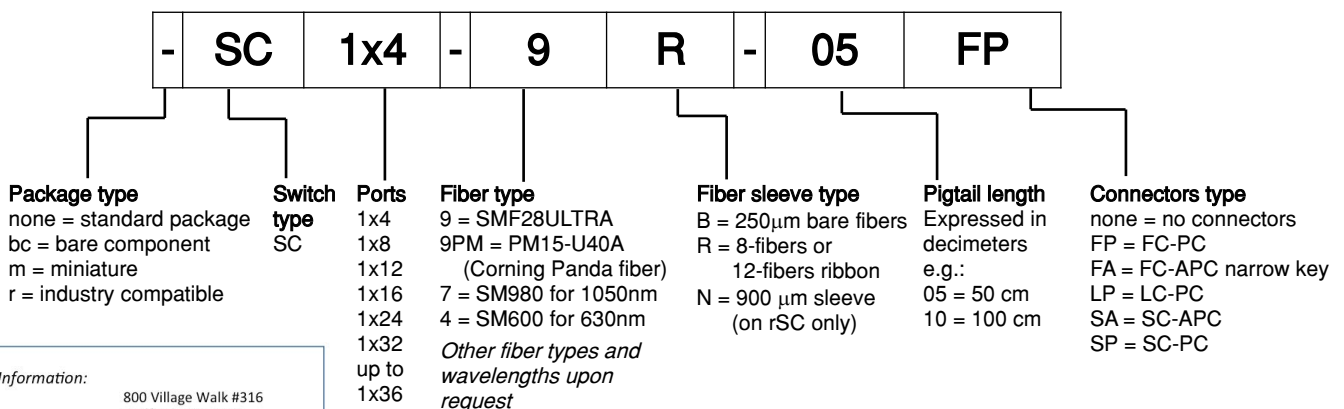 - SC 1x4 - 9 R - 05 FP
Package type
none = standard package
bc = bare component
m = miniature
r = industry compatible
Switch
type
SC
Ports
1x4
1x8
1x12
1x16
1x24
1x32
up to
1x36
Fiber type
9 = SMF28ULTRA
9PM = PM15-U40A
(Corning Panda fiber)
7 = SM980 for 1050nm
4 = SM600 for 630nm
Other fiber types and
wavelengths upon
request
Fiber sleeve type
B = 250μm bare fibers
R = 8-fibers or
12-fibers ribbon
N = 900 μm sleeve
(on rSC only)
Pigtail length
Expressed in
decimeters
e.g.:
05 = 50 cm
10 = 100 cm
Connectors type
none = no connectors
FP = FC-PC
FA = FC-APC narrow key
LP = LC-PC
SA = SC-APC
SP = SC-PC
Information:
800 Village Walk #316